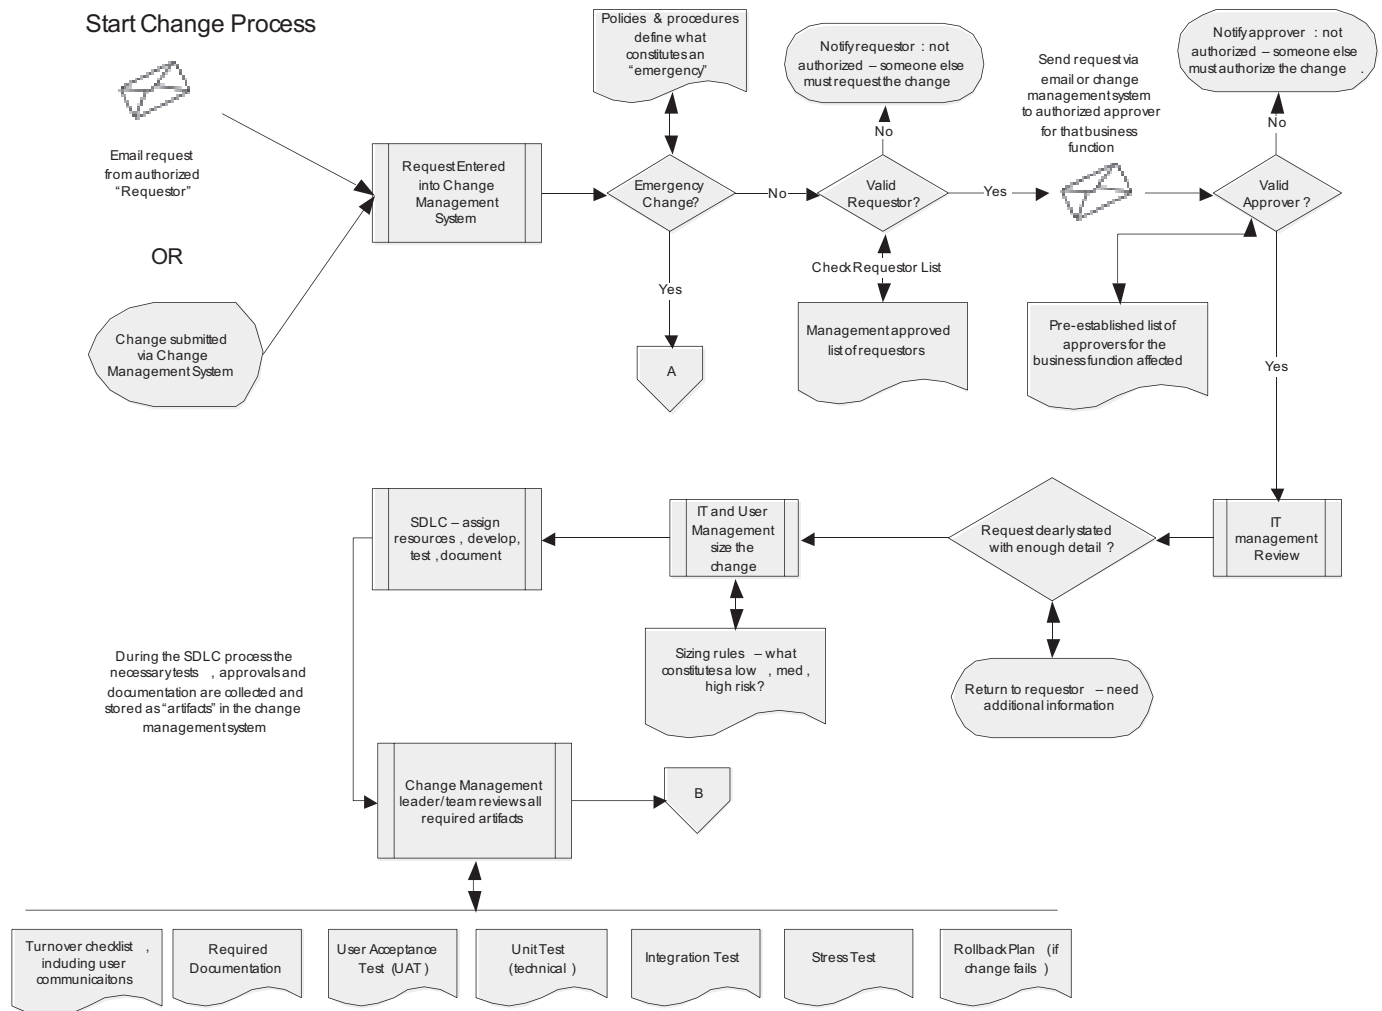 Start Change Process
Email request
from authorized
“Requestor”
OR
Change submitted
via Change
Management System
Request Entered
into Change
Management
System
Policies & procedures
define what
constitutes an
“emergency”
Emergency
Change?
No
Yes
A
Notify requestor : not
authorized – someone else
must request the change
No
Valid
Requestor?
Yes
Check Requestor List
Management approved
list of requestors
Send request via
email or change
management system
to authorized approver
for that business
function
Notify approver : not
authorized – someone else
must authorize the change .
No
Valid
Approver ?
Pre-established list of
approvers for the
business function affected
Yes
IT
management
Review
Request clearly stated
with enough detail ?
Return to requestor – need
additional information
IT and User
Management
size the
change
Sizing rules – what
constitutes a low , med ,
high risk?
SDLC – assign
resources , develop,
test , document
During the SDLC process the
necessary tests , approvals and
documentation are collected and
stored as “artifacts” in the change
management system
Change Management
leader/ team reviews all
required artifacts
B
Turnover checklist ,
including user
communicaitons
Required
Documentation
User Acceptance
Test (UAT )
Unit Test
(technical )
Integration Test
Stress Test
Rollback Plan (if
change fails )